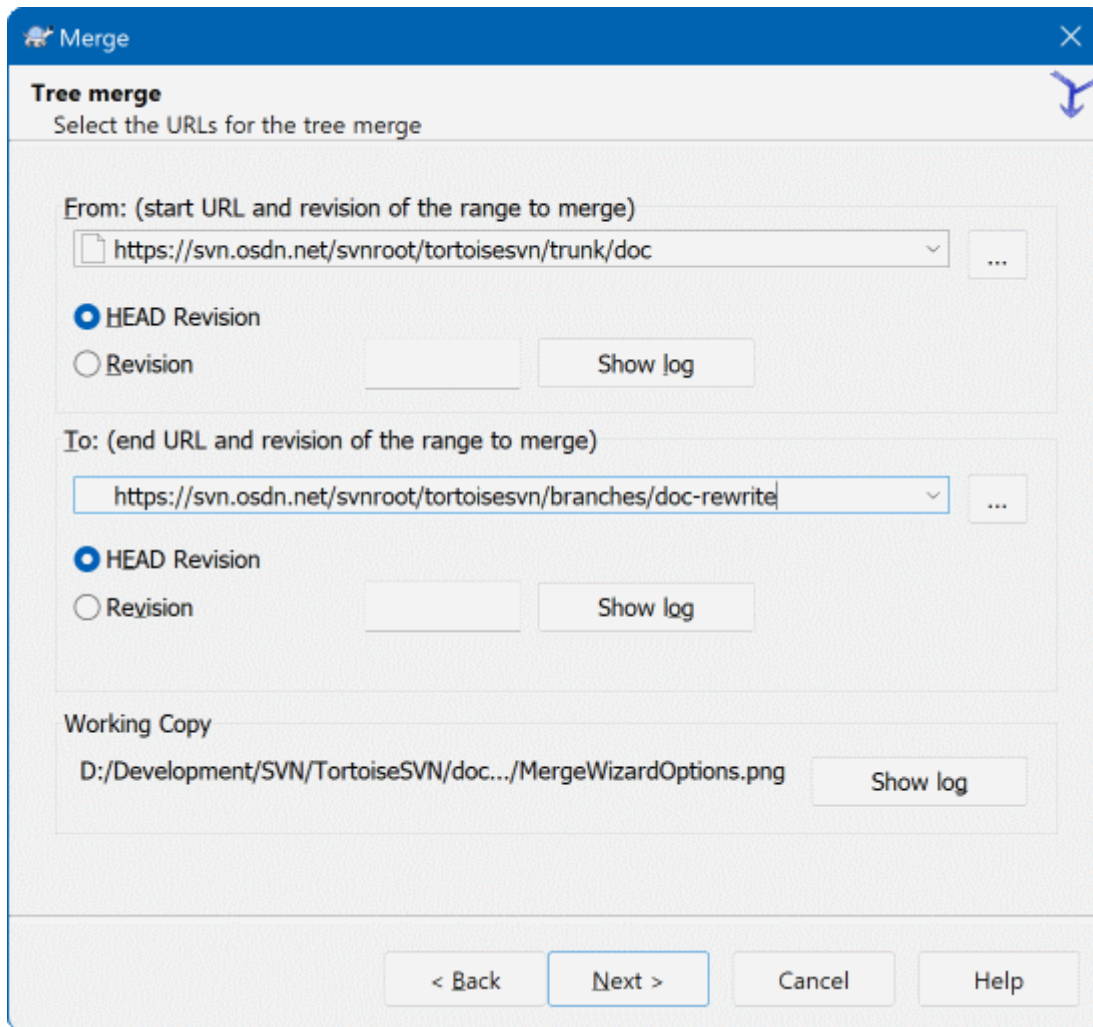 Merge
Tree merge
Select the URLs for the tree merge
From: (start URL and revision of the range to merge)
https://svn.osdn.net/svnroot/tortoisesvn/trunk/doc
...
HEAD Revision
Revision
Show log
To: (end URL and revision of the range to merge)
https://svn.osdn.net/svnroot/tortoisesvn/branches/doc-rewrite
...
HEAD Revision
Revision
Show log
Working Copy
D:/Development/SVN/TortoiseSVN/doc.../MergeWizardOptions.png
Show log
< Back
Next >
Cancel
Help